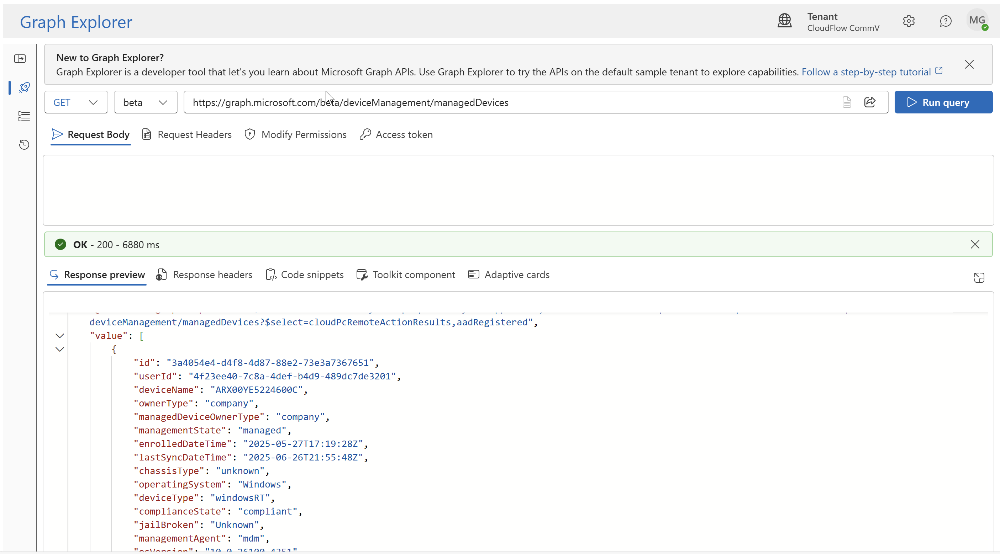 Graph Explorer
Tenant
CloudFlow CommV
MG
New to Graph Explorer?
Graph Explorer is a developer tool that let's you learn about Microsoft Graph APIs. Use Graph Explorer to try the APIs on the default sample tenant to explore capabilities. Follow a step-by-step tutorial
GET beta https://graph.microsoft.com/beta/deviceManagement/managedDevices Run query
Request Body Request Headers Modify Permissions Access token
OK - 200 - 6880 ms
Response preview Response headers Code snippets Toolkit component Adaptive cards
deviceManagement/managedDevices?$select=cloudPcRemoteActionResults,aadRegistered",
"value": [
{
"id": "3a4054e4-d4f8-4d87-88e2-73e3a7367651",
"userId": "4f23ee40-7c8a-4def-b4d9-489dc7de3201",
"deviceName": "ARX00YE5224600C",
"ownerType": "company",
"managedDeviceOwnerType": "company",
"managementState": "managed",
"enrolledDateTime": "2025-05-27T17:19:28Z",
"lastSyncDateTime": "2025-06-26T21:55:48Z",
"chassisType": "unknown",
"operatingSystem": "Windows",
"deviceType": "windowsRT",
"complianceState": "compliant",
"jailBroken": "Unknown",
"managementAgent": "mdm",
"osVersion": "10.0.26100.4351"